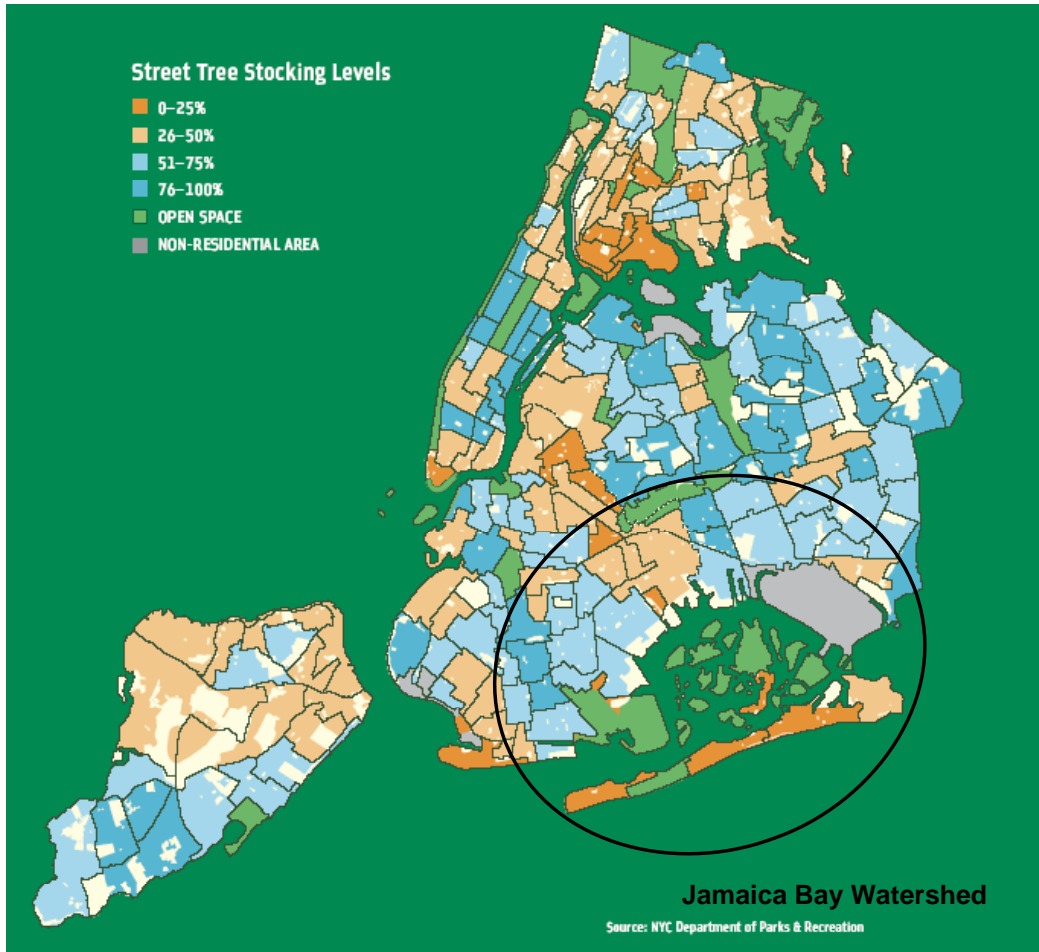 Street Tree Stocking Levels
0–25%
26–50%
51–75%
76–100%
OPEN SPACE
NON-RESIDENTIAL AREA
Jamaica Bay Watershed
Source: NYC Department of Parks & Recreation